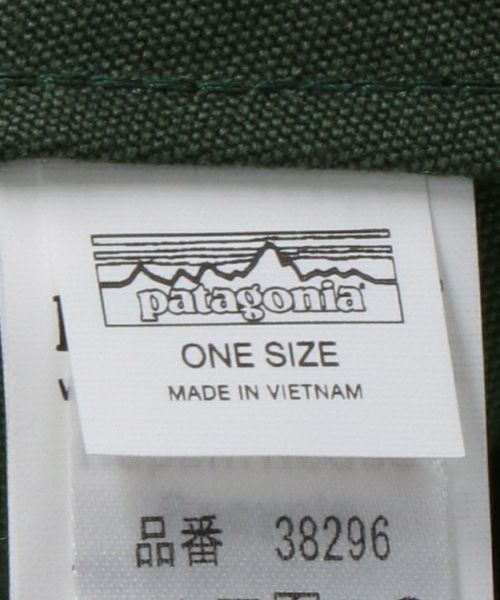 patagonia
ONE SIZE
MADE IN VIETNAM
品番 38296